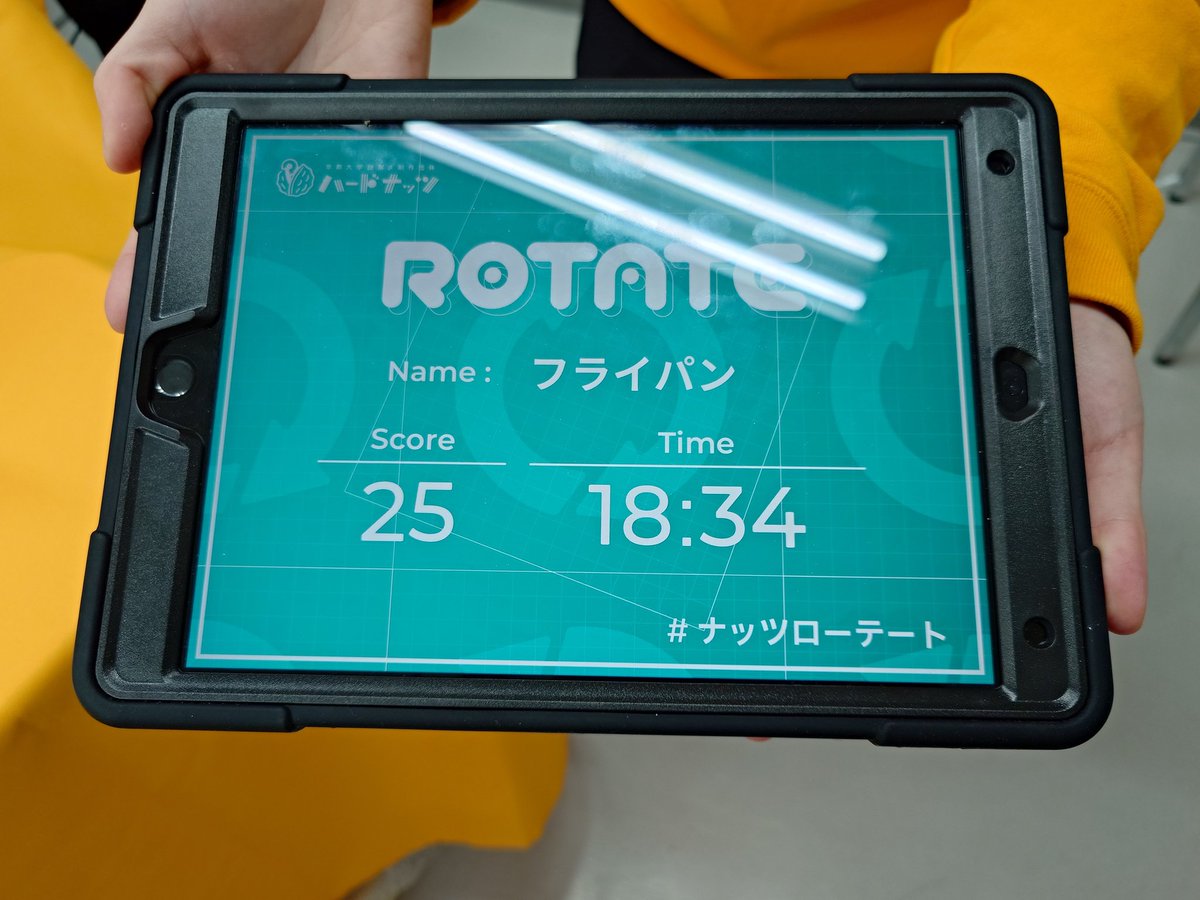 ハードナッツ
ROTATE
Name : フライパン
Score Time
25 18:34
#ナッツローテート